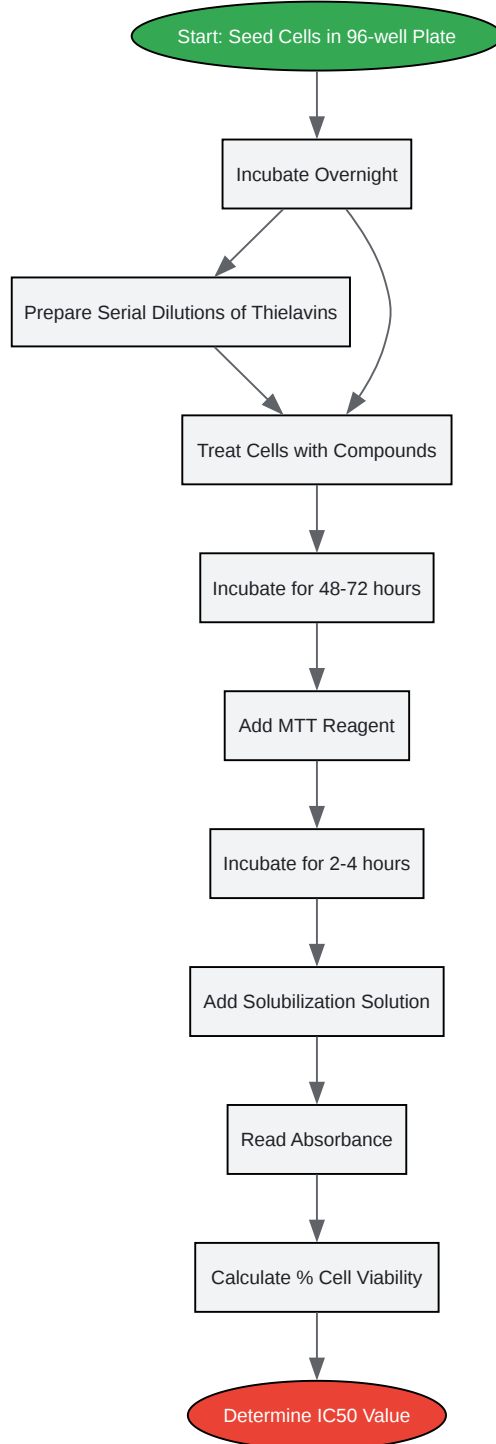 Start: Seed Cells in 96-well Plate
Incubate Overnight
Prepare Serial Dilutions of Thielavins
Treat Cells with Compounds
Incubate for 48-72 hours
Add MTT Reagent
Incubate for 2-4 hours
Add Solubilization Solution
Read Absorbance
Calculate % Cell Viability
Determine IC50 Value